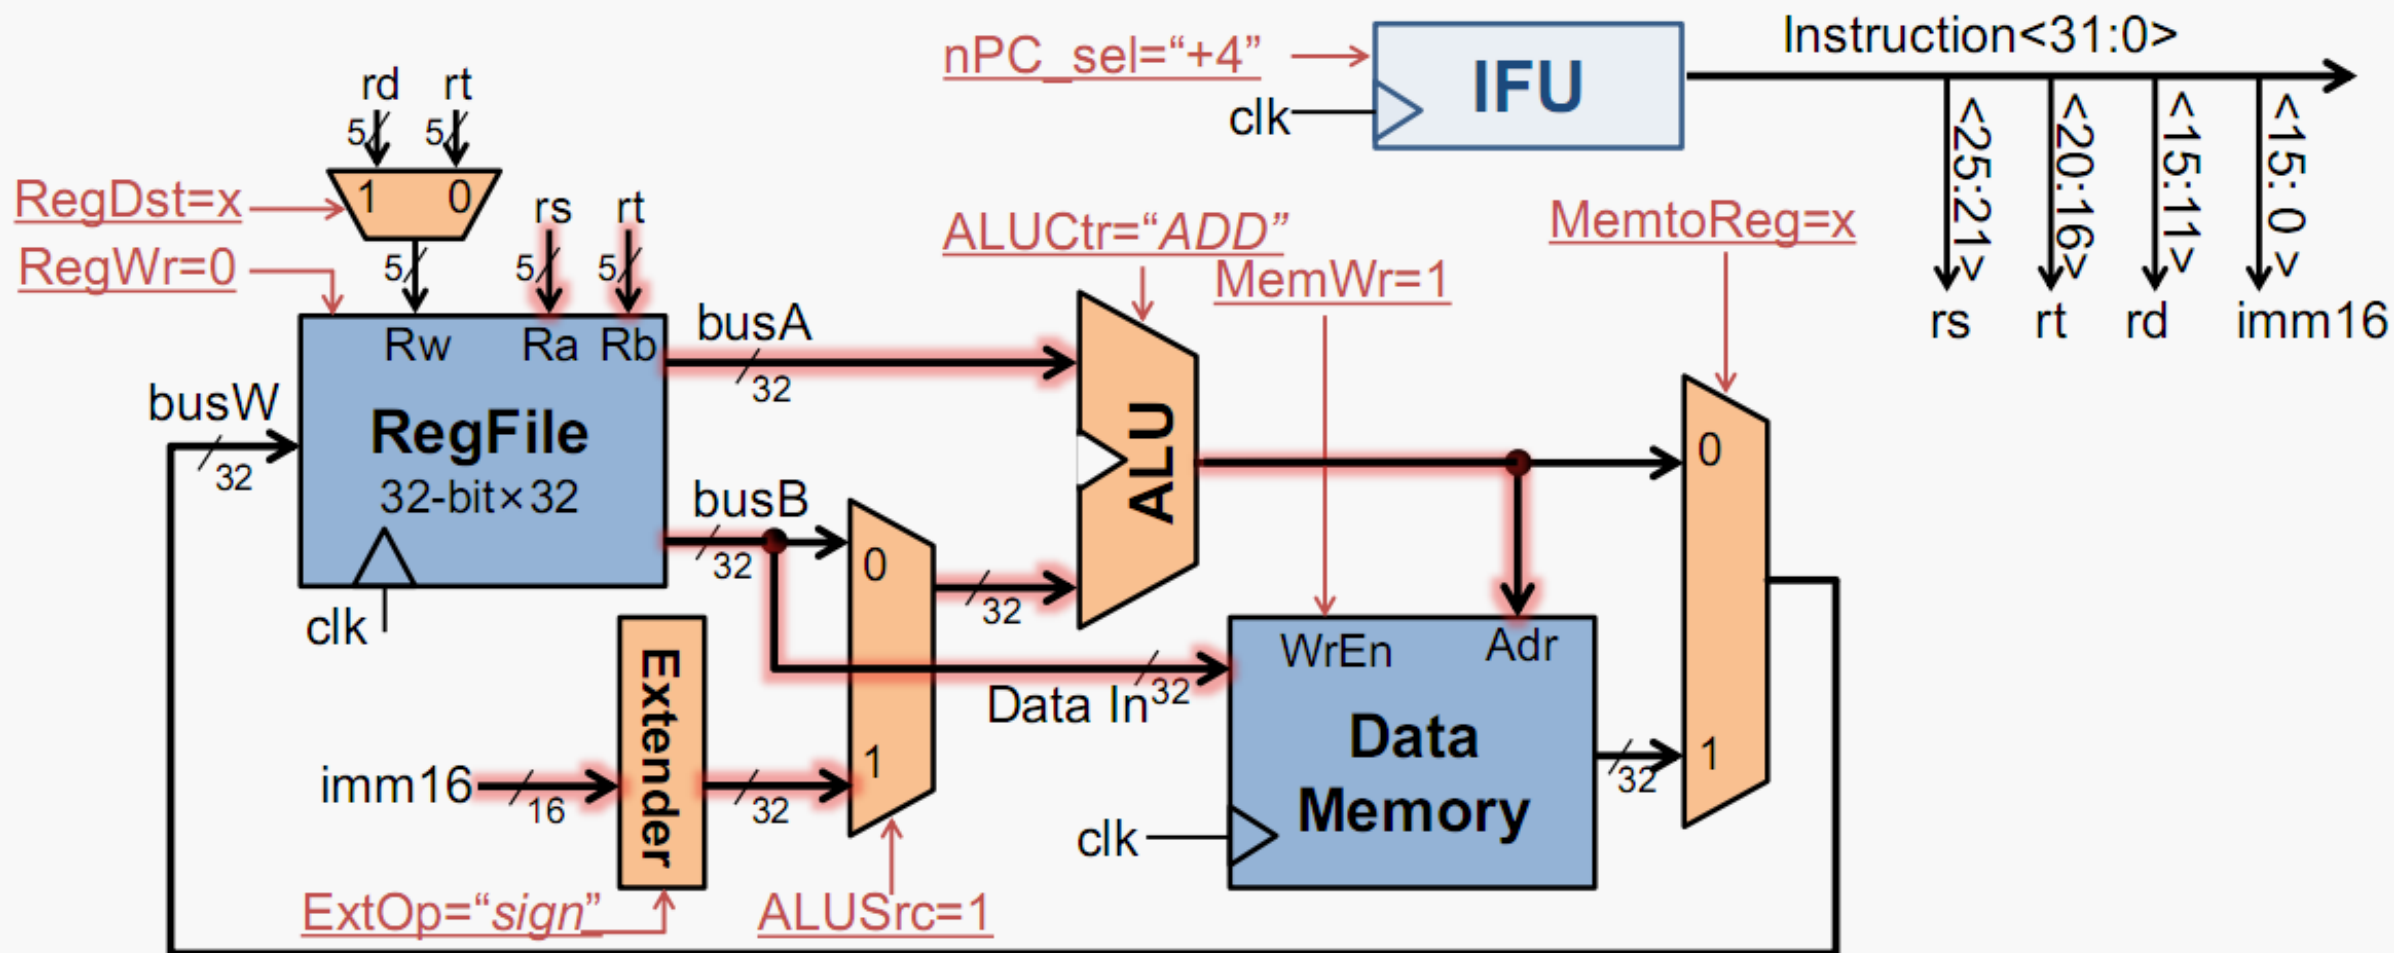 nPC_sel="+4"
IFU
clk
Instruction<31:0>
<25:21>
<20:16>
<15:11>
<15: 0 >
rs
rt
rd
imm16
rd
rt
5
5
1
0
RegDst=x
RegWr=0
5
rs
rt
5
5
Rw
Ra
Rb
RegFile
32-bit×32
clk
busW
32
busA
32
busB
32
ALUCtr="ADD"
MemWr=1
MemtoReg=x
ALU
0
1
32
Data In
32
imm16
16
Extender
32
ExtOp="sign"
ALUSrc=1
WrEn
Adr
Data
Memory
clk
32
0
1